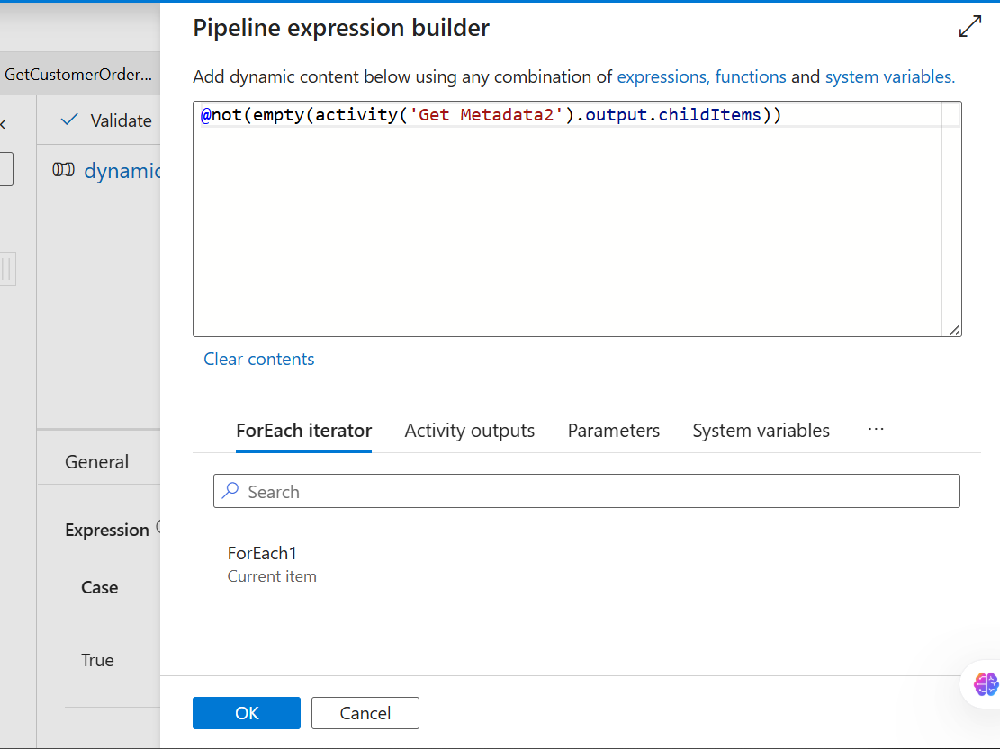 Pipeline expression builder
Add dynamic content below using any combination of expressions, functions and system variables.
@not(empty(activity('Get Metadata2').output.childItems))
Clear contents
ForEach iterator Activity outputs Parameters System variables ...
Search
ForEach1
Current item
OK Cancel
GetCustomerOrder...
Validate
dynamic
General
Expression
Case
True